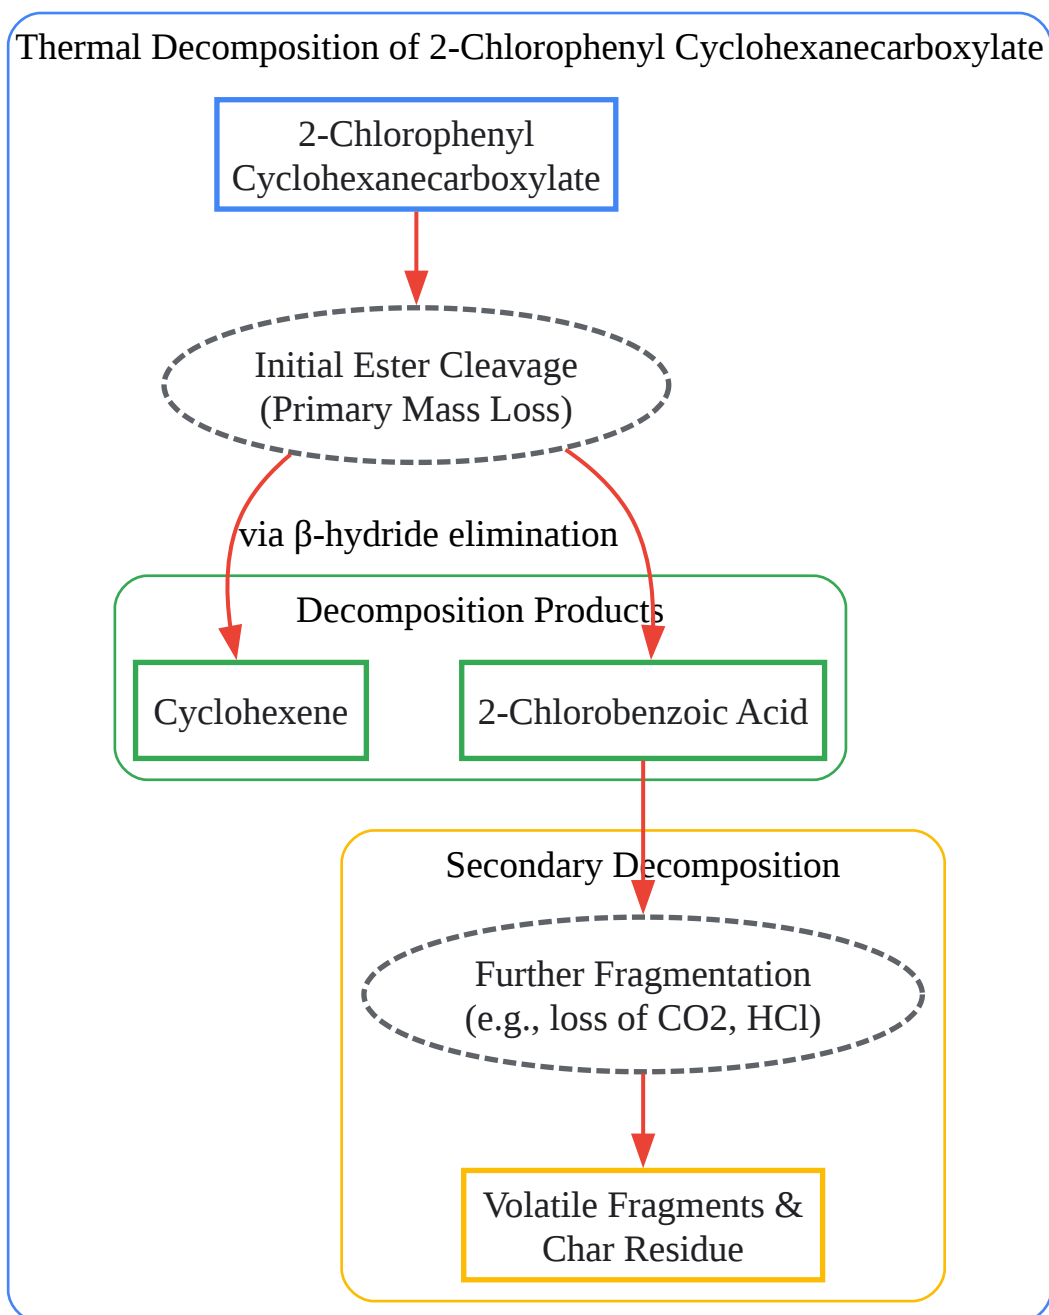 Thermal Decomposition of 2-Chlorophenyl Cyclohexanecarboxylate
2-Chlorophenyl
Cyclohexanecarboxylate
Initial Ester Cleavage
(Primary Mass Loss)
via β-hydride elimination
Decomposition Products
Cyclohexene
2-Chlorobenzoic Acid
Secondary Decomposition
Further Fragmentation
(e.g., loss of CO2, HCl)
Volatile Fragments &
Char Residue